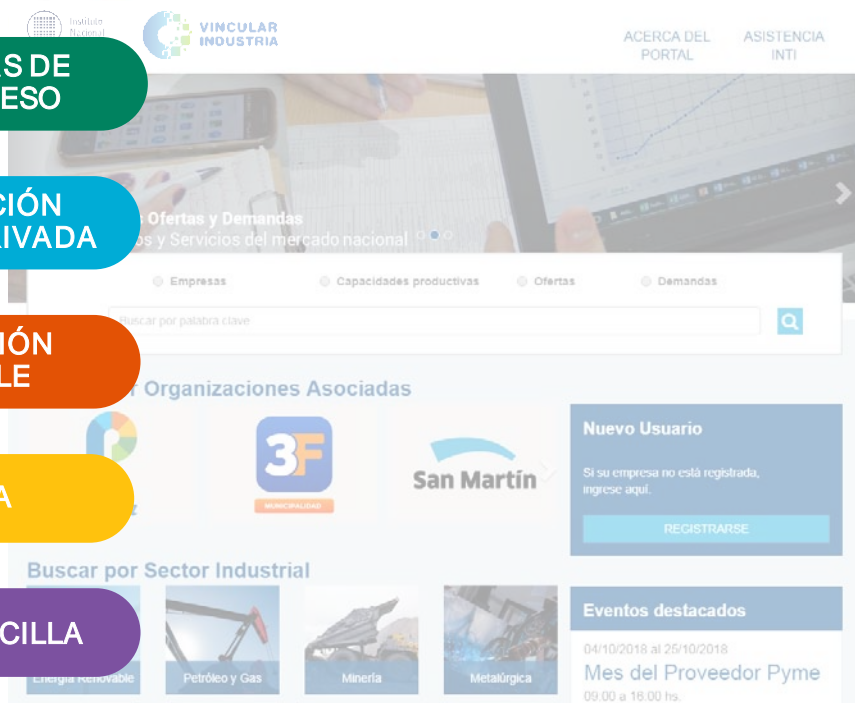 Instituto
Nacional
VINCULAR
INDUSTRIA
ACERCA DEL
PORTAL
ASISTENCIA
INTI
S DE
ESO
CIÓN
IVADA
IÓN
LE
A
CILLA
Ofertas y Demandas
os y Servicios del mercado nacional
Empresas
Capacidades productivas
Ofertas
Demandas
Buscar por palabra clave
r Organizaciones Asociadas
3F
MUNICIPALIDAD
San Martín
z
Nuevo Usuario
Si su empresa no está registrada,
ingrese aquí.
REGISTRARSE
Buscar por Sector Industrial
Energía Renovable
Petróleo y Gas
Minería
Metalúrgica
Eventos destacados
04/10/2018 al 25/10/2018
Mes del Proveedor Pyme
09:00 a 16:00 hs.